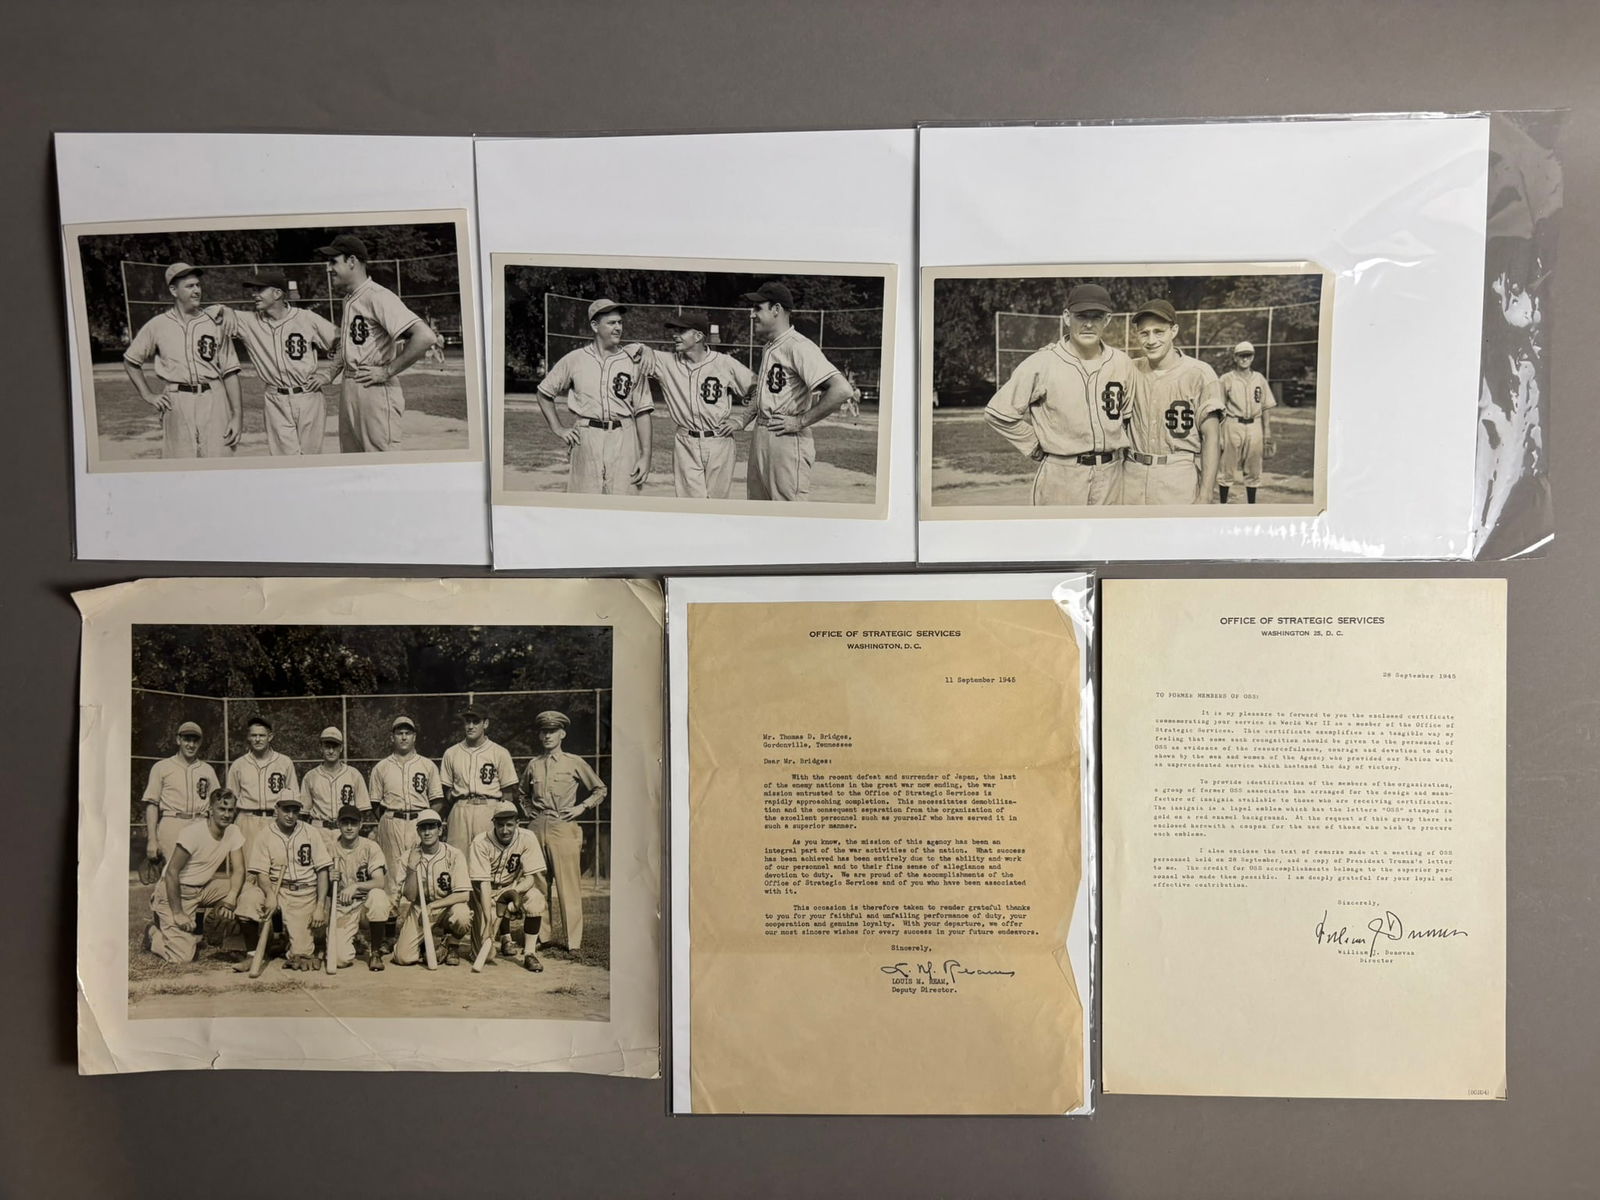 OSS
OSS
OSS
OSS
OSS
OSS
OSS
OSS
OSS
OFFICE OF STRATEGIC SERVICES
WASHINGTON, D. C.
11 September 1945
Mr. Thomas D. Bridges,
Gordonville, Tennessee
Dear Mr. Bridges:
With the recent defeat and surrender of Japan, the last
of the enemy nations in the great war now ending, the war
mission entrusted to the Office of Strategic Services is
rapidly approaching completion. This necessitates demobiliza-
tion and the consequent separation from the organization of
the excellent personnel such as yourself who have served it in
such a superior manner.
As you know, the mission of this agency has been an
integral part of the war activities of the nation. What success
has been achieved has been entirely due to the ability and work
of our personnel and to their fine sense of allegiance and
devotion to duty. We are proud of the accomplishments of the
Office of Strategic Services and of you who have been associated
with it.
This occasion is therefore taken to render grateful thanks
to you for your faithful and unfailing performance of duty, your
cooperation and genuine loyalty. With your departure, we offer
our most sincere wishes for every success in your future endeavors.
Sincerely,
L. M. Ream
LOUIS M. REAM,
Deputy Director.
OFFICE OF STRATEGIC SERVICES
WASHINGTON 25, D. C.
28 September 1945
TO FORMER MEMBERS OF OSS:
It is my pleasure to forward to you the enclosed certificate
commemorating your service in World War II as a member of the Office of
Strategic Services. This certificate exemplifies in a tangible way my
feeling that some such recognition should be given to the personnel of
OSS as evidence of the resourcefulness, courage and devotion to duty
shown by the men and women of the Agency who provided our Nation with
an unprecedented service which hastened the day of victory.
To provide identification of the members of the organization,
a group of former OSS associates has arranged for the design and manu-
facture of insignia available to those who are receiving certificates.
The insignia is a lapel emblem which has the letters "OSS" stamped in
gold on a red enamel background. At the request of this group there is
enclosed herewith a coupon for the use of those who wish to procure
such emblems.
I also enclose the text of remarks made at a meeting of OSS
personnel held on 28 September, and a copy of President Truman's letter
to me. The credit for OSS accomplishments belongs to the superior per-
sonnel who made them possible. I am deeply grateful for your loyal and
effective contribution.
Sincerely,
William J. Donovan
William J. Donovan
Director